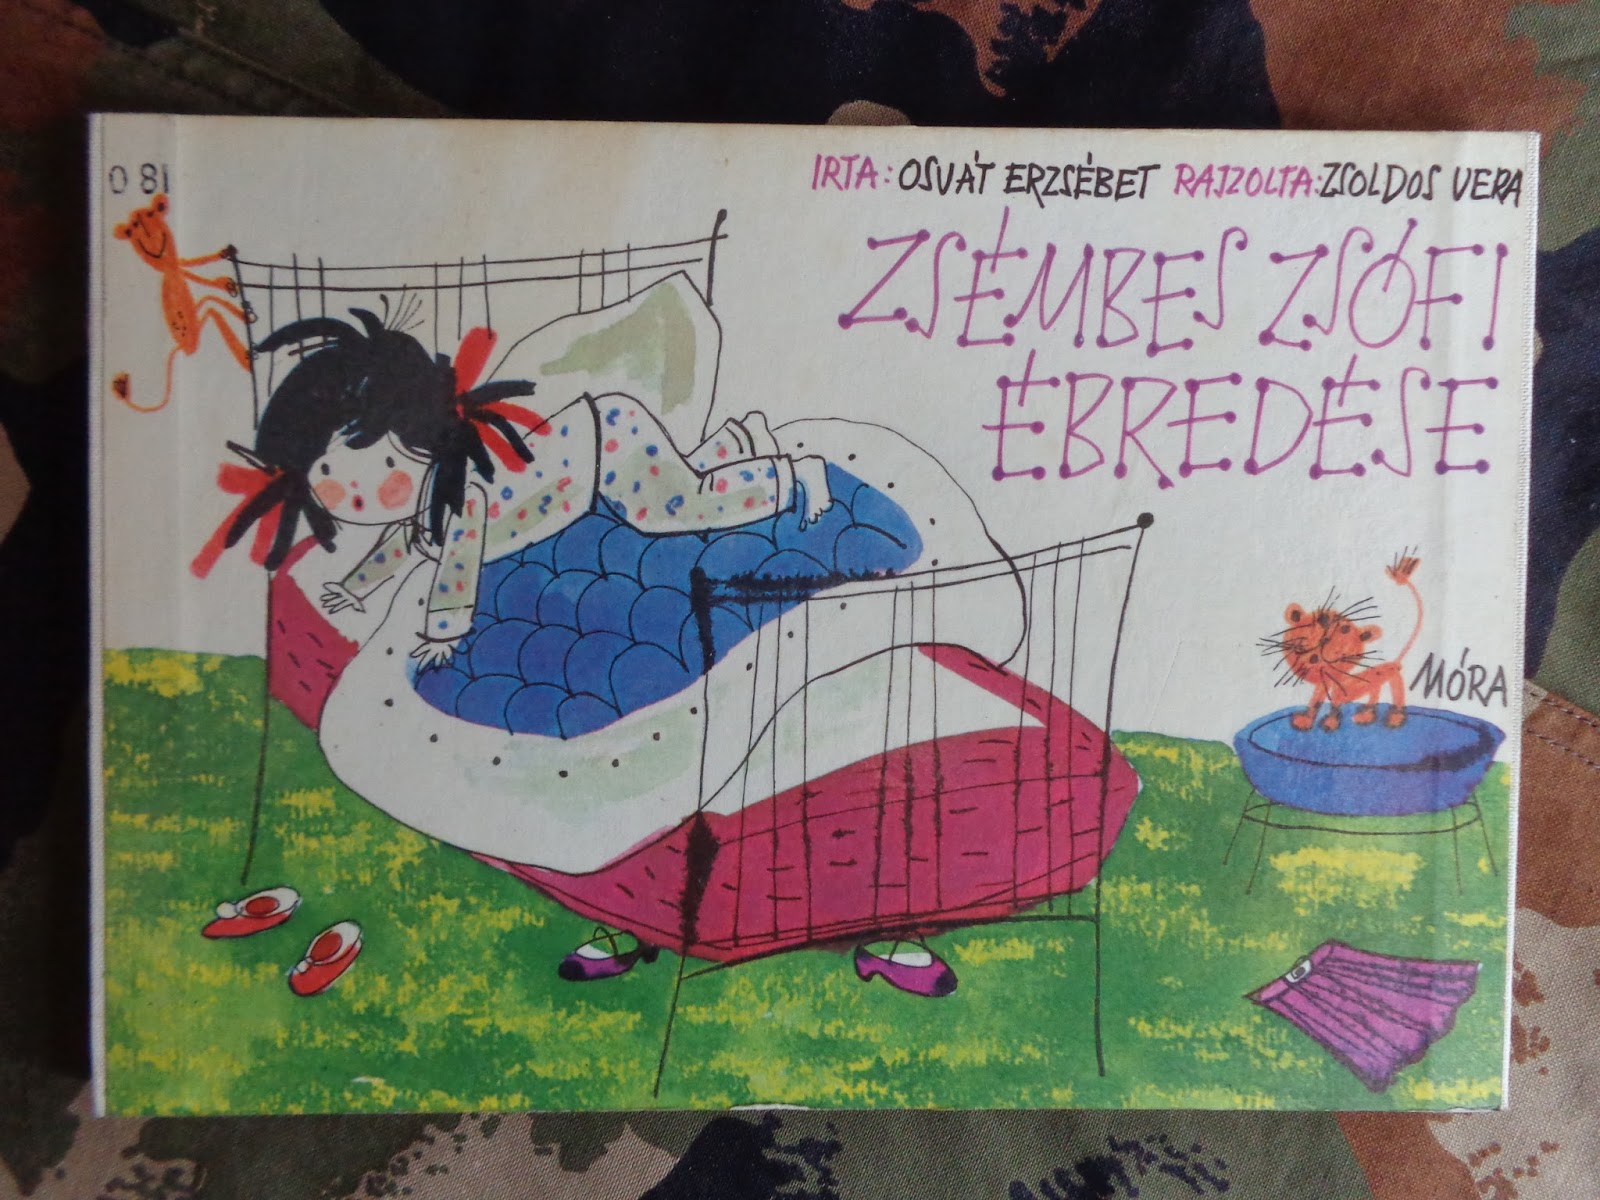 O 81
IRTA: OSVÁT ERZSÉBET RAJZOLTA: ZSOLDOS VERA
ZSÉMBES ZSÓFI
ÉBREDÉSE
MÓRA